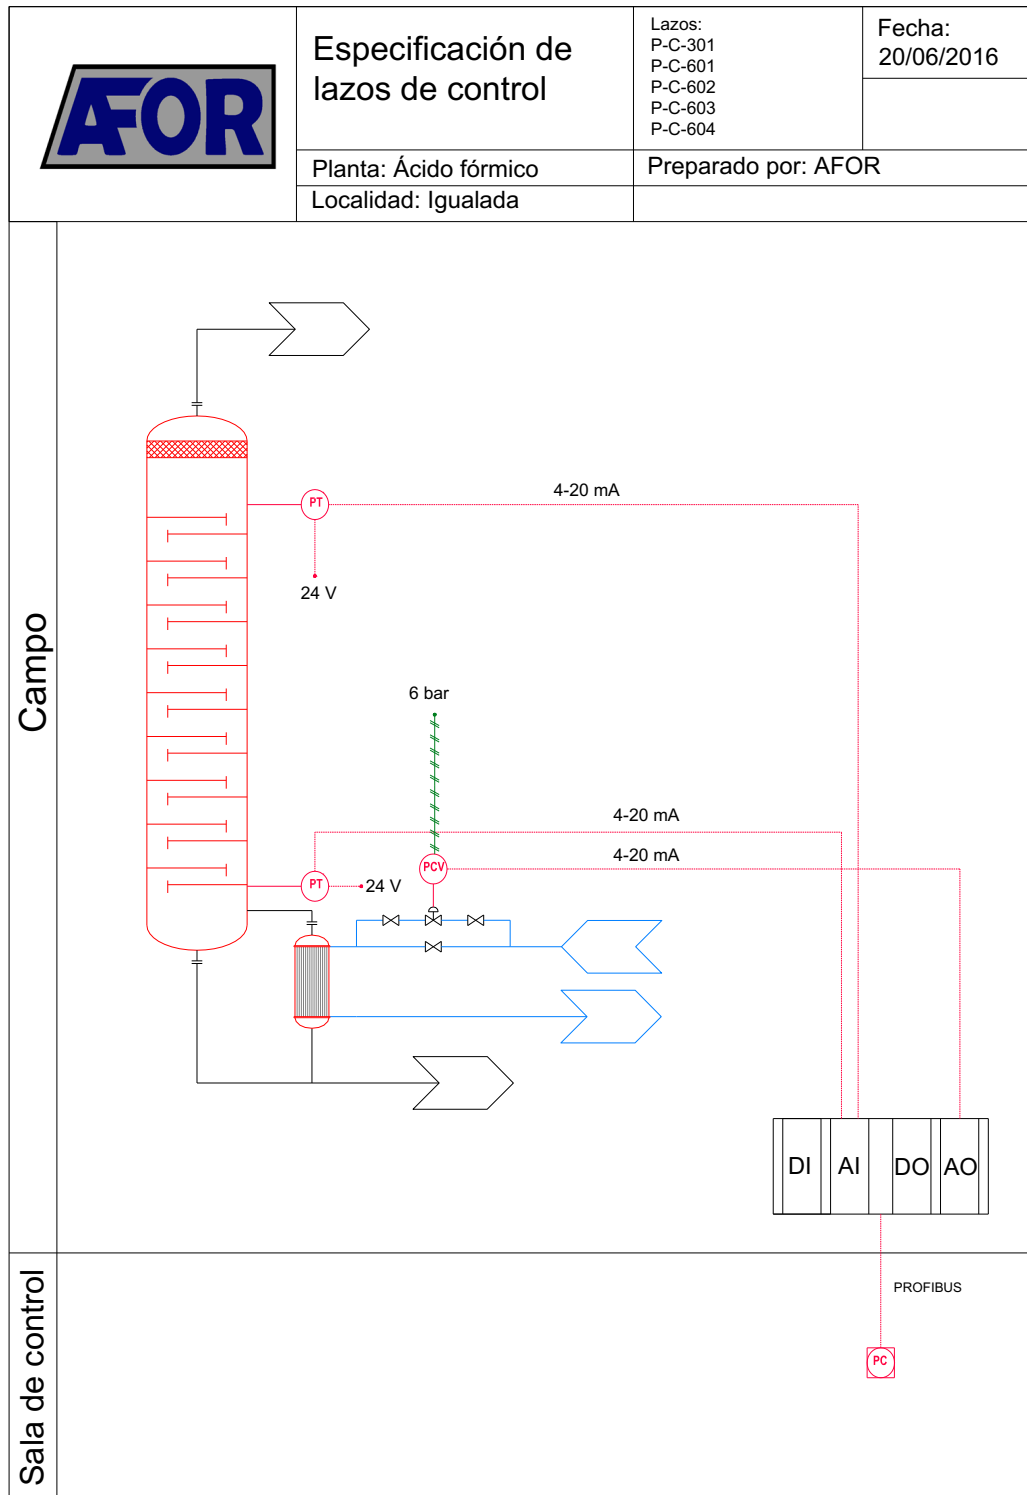 AFOR
Especificación de
lazos de control
Lazos:
P-C-301
P-C-601
P-C-602
P-C-603
P-C-604
Fecha:
20/06/2016
Planta: Ácido fórmico
Preparado por: AFOR
Localidad: Igualada
Campo
PT
4-20 mA
24 V
6 bar
4-20 mA
PCV
4-20 mA
PT
24 V
DI
AI
DO
AO
Sala de control
PROFIBUS
PC